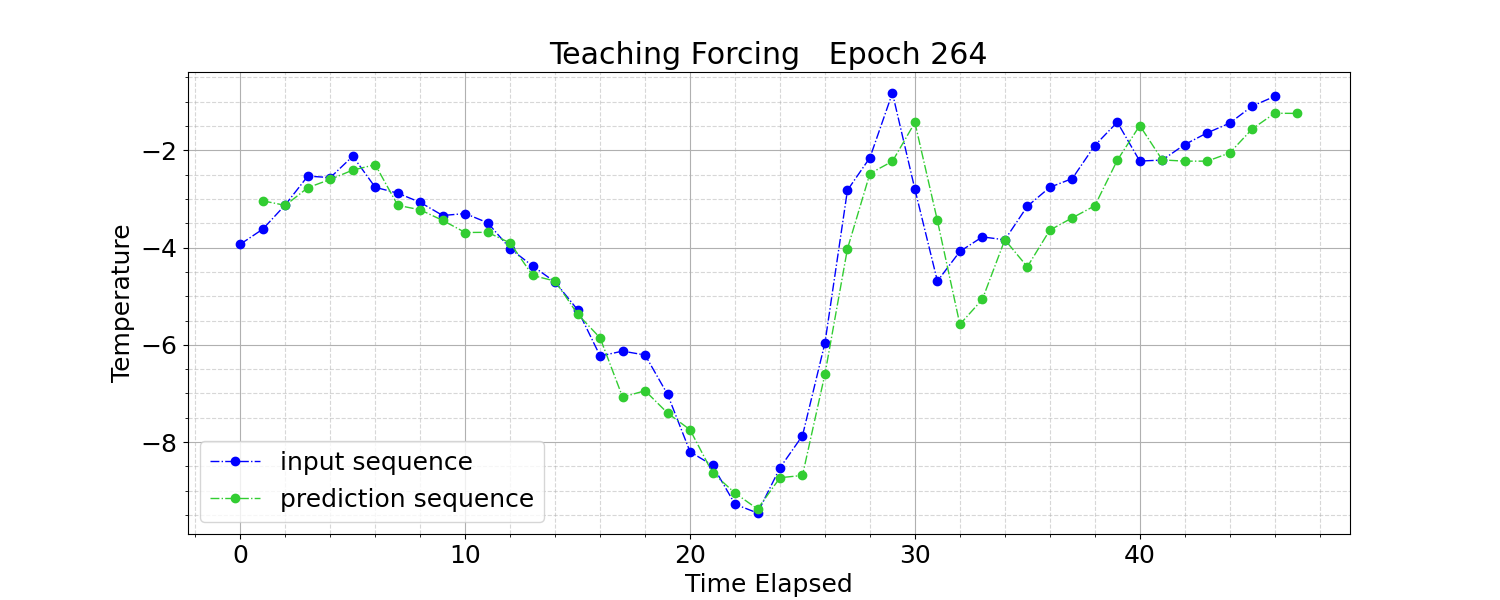 Teaching Forcing   Epoch 264
Temperature
−2
−4
−6
−8
input sequence
prediction sequence
0 10 20 30 40
Time Elapsed